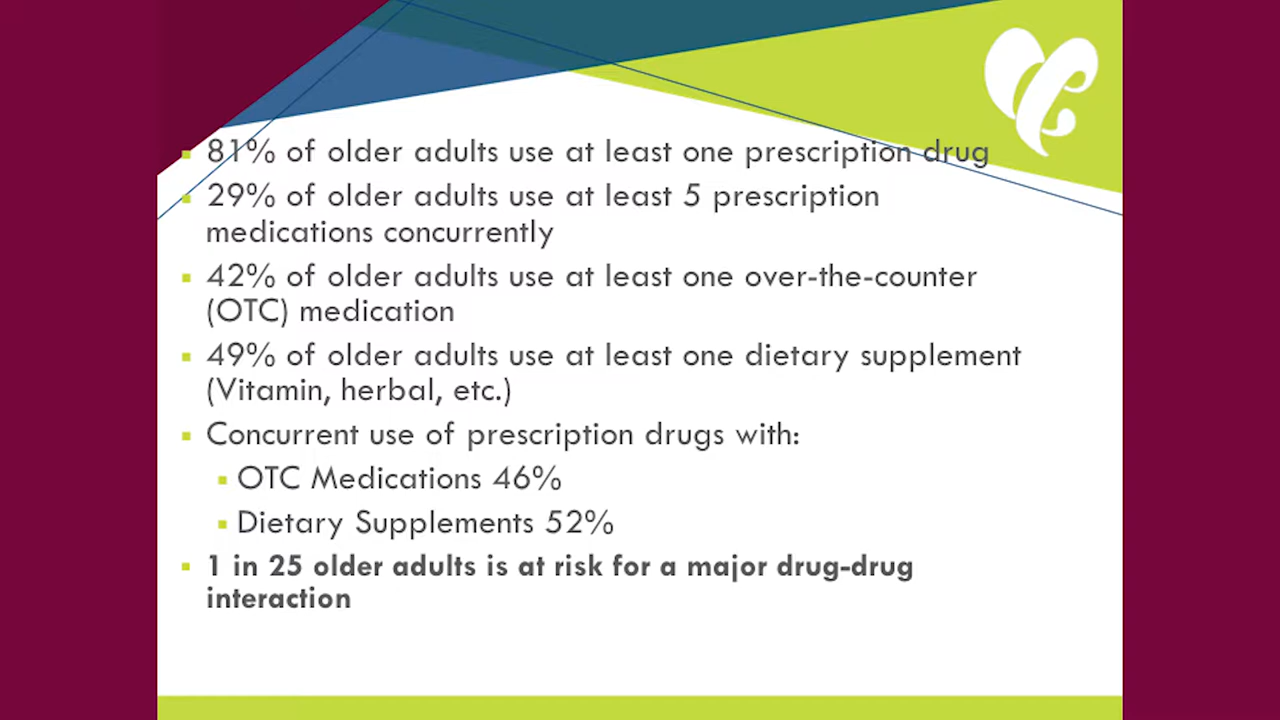 81% of older adults use at least one prescription drug
29% of older adults use at least 5 prescription
medications concurrently
42% of older adults use at least one over-the-counter
(OTC) medication
49% of older adults use at least one dietary supplement
(Vitamin, herbal, etc.)
Concurrent use of prescription drugs with:
OTC Medications 46%
Dietary Supplements 52%
1 in 25 older adults is at risk for a major drug-drug
interaction